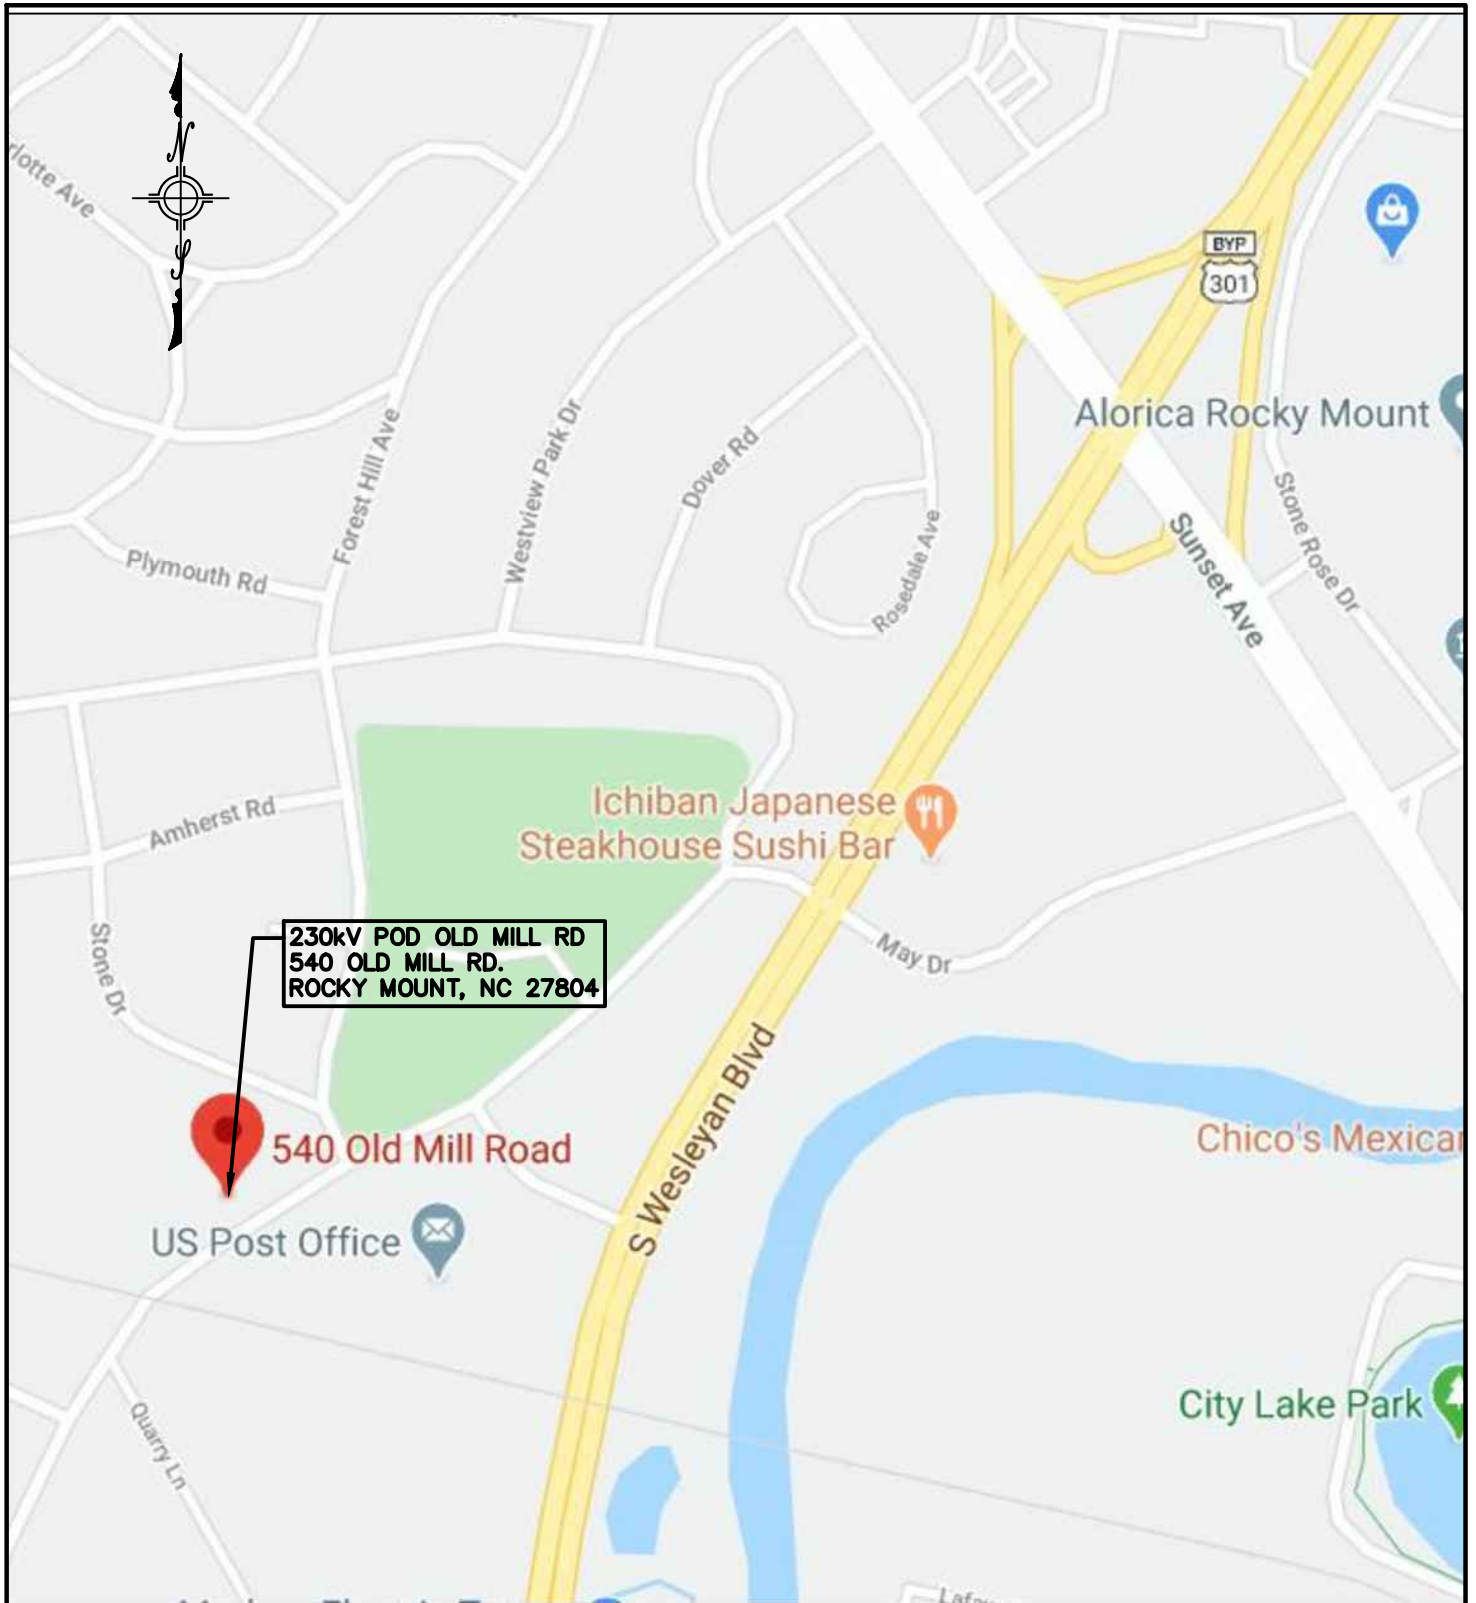 N
rlotte Ave
S
BYP
301
Alorica Rocky Mount
Forest Hill Ave
Westview Park Dr
Dover Rd
Stone Rose Dr
Rosedale Ave
Sunset Ave
Plymouth Rd
Ichiban Japanese
Steakhouse Sushi Bar
Amherst Rd
Stone Dr
230kV POD OLD MILL RD
540 OLD MILL RD.
ROCKY MOUNT, NC 27804
May Dr
S Wesleyan Blvd
540 Old Mill Road
Chico's Mexica
US Post Office
City Lake Park
Quarry Ln